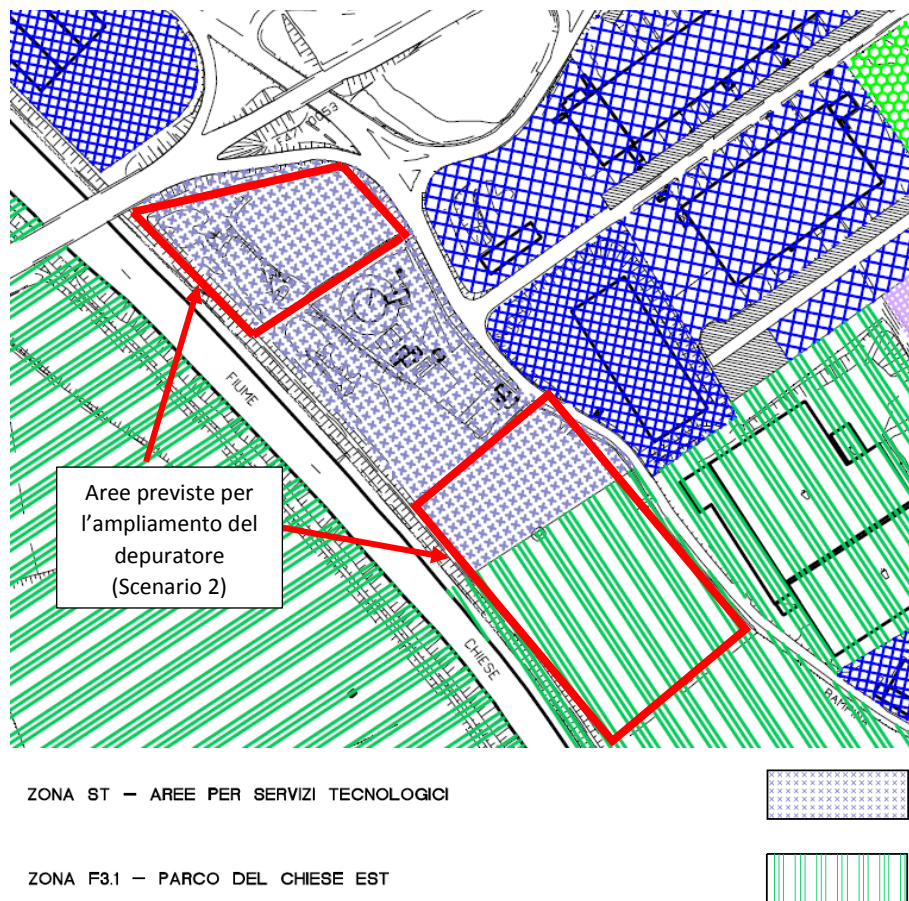 FIUME
Aree previste per
l’ampliamento del
depuratore
(Scenario 2)
CHIESE
ZONA ST – AREE PER SERVIZI TECNOLOGICI
ZONA F3.1 – PARCO DEL CHIESE EST